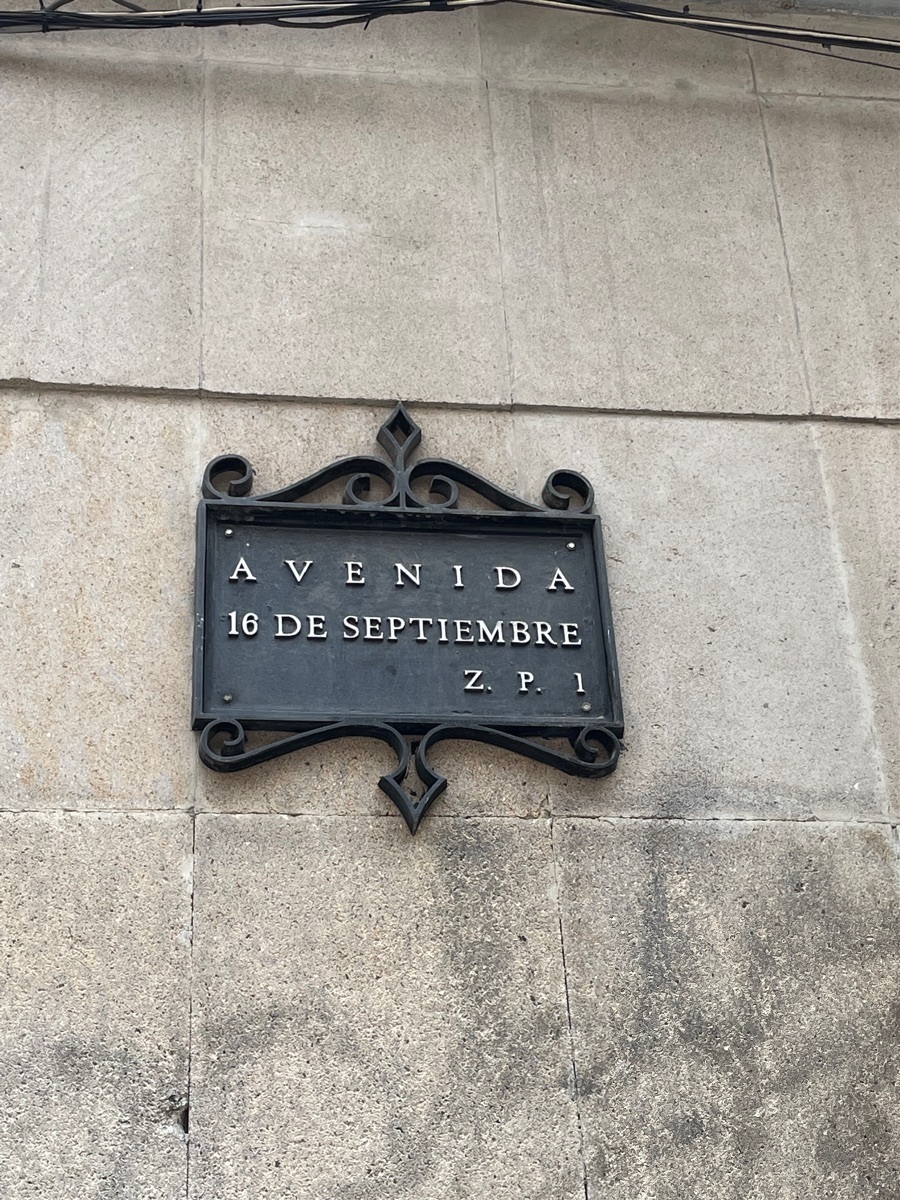 AVENIDA
16 DE SEPTIEMBRE
Z. P. 1